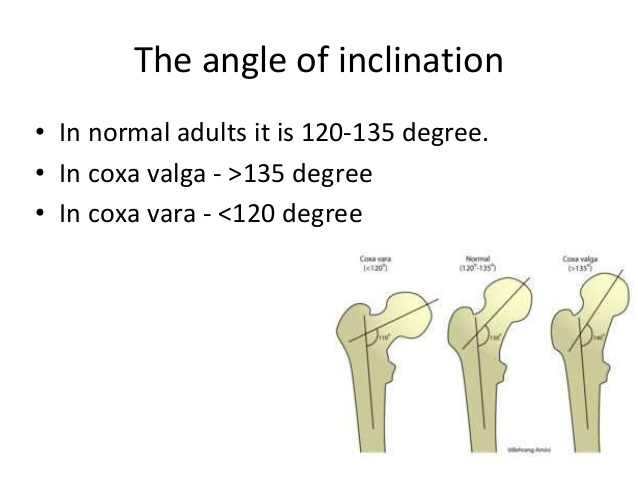 The angle of inclination
• In normal adults it is 120-135 degree.
• In coxa valga - >135 degree
• In coxa vara - <120 degree
Coxa vara
(<120°)
Normal
(120°-135°)
Coxa valga
(>135°)
110°
130°
140°
©Behrang Amini